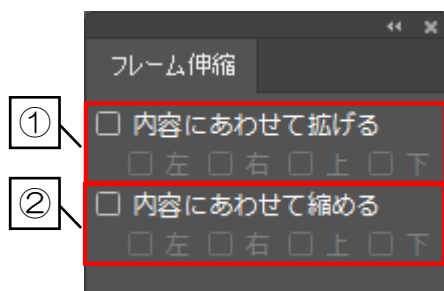 フレーム伸縮
① □ 内容にあわせて拡げる
□ 左 □ 右 □ 上 □ 下
② □ 内容にあわせて縮める
□ 左 □ 右 □ 上 □ 下